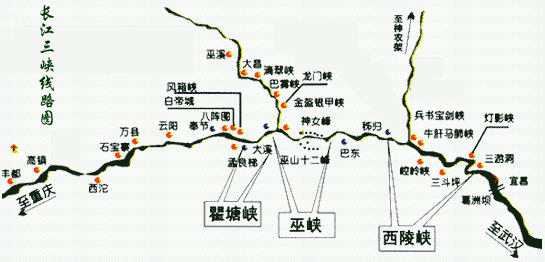 长江三峡线路图
至神农架
巫溪
大昌
滴翠峡
龙门峡
巴雾峡
风箱峡
白帝城
金盔银甲峡
兵书宝剑峡
灯影峡
八阵图
神女峰
万县
云阳
奉节
秭归
牛肝马肺峡
石宝寨
大溪
巴东
三游洞
高镇
孟良梯
巫山十二峰
崆岭峡
丰都
西沱
三斗坪
宜昌
至重庆
葛洲坝
瞿塘峡
巫峡
西陵峡
至武汉